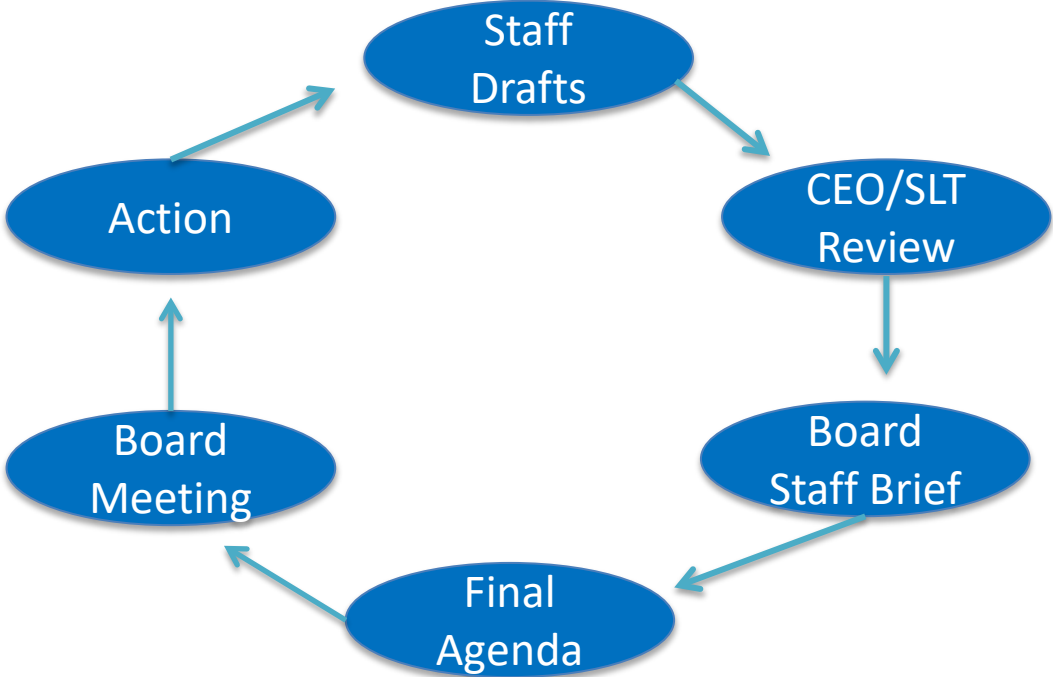 Staff
Drafts
CEO/SLT
Review
Board
Staff Brief
Final
Agenda
Board
Meeting
Action